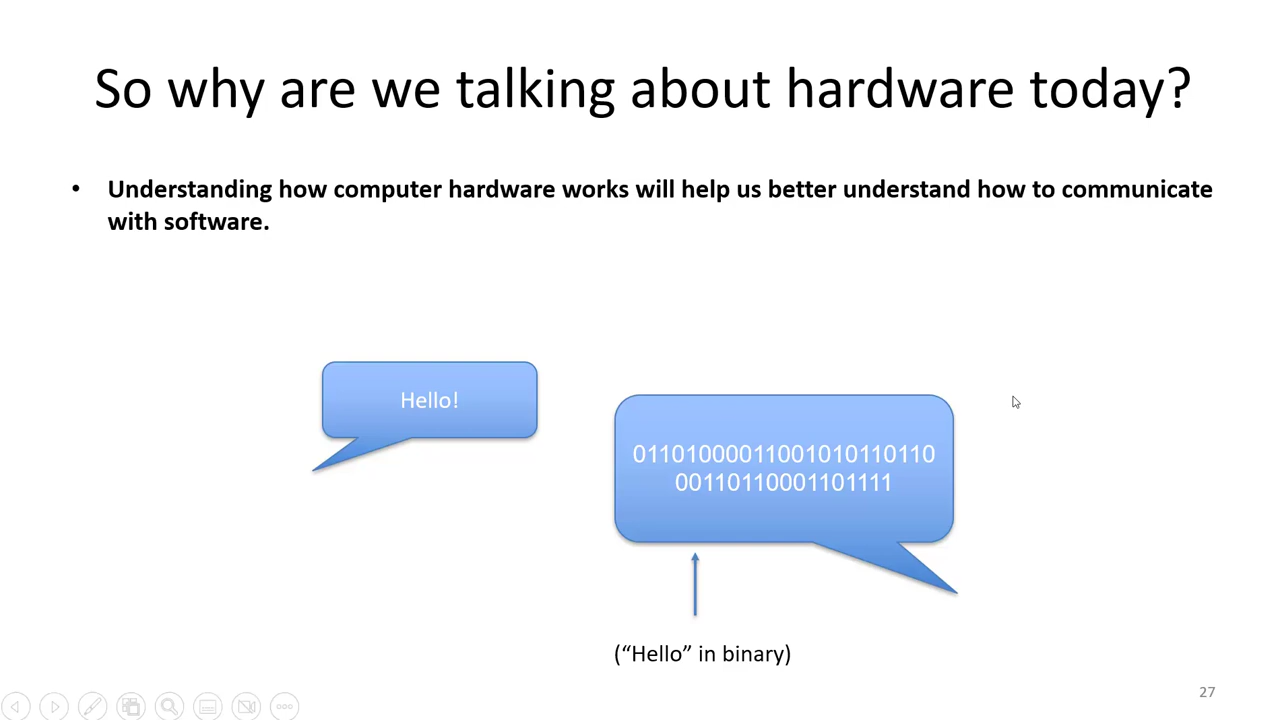 So why are we talking about hardware today?
• Understanding how computer hardware works will help us better understand how to communicate
with software.
Hello!
01101000011001010110110
00110110001101111
(“Hello” in binary)
27